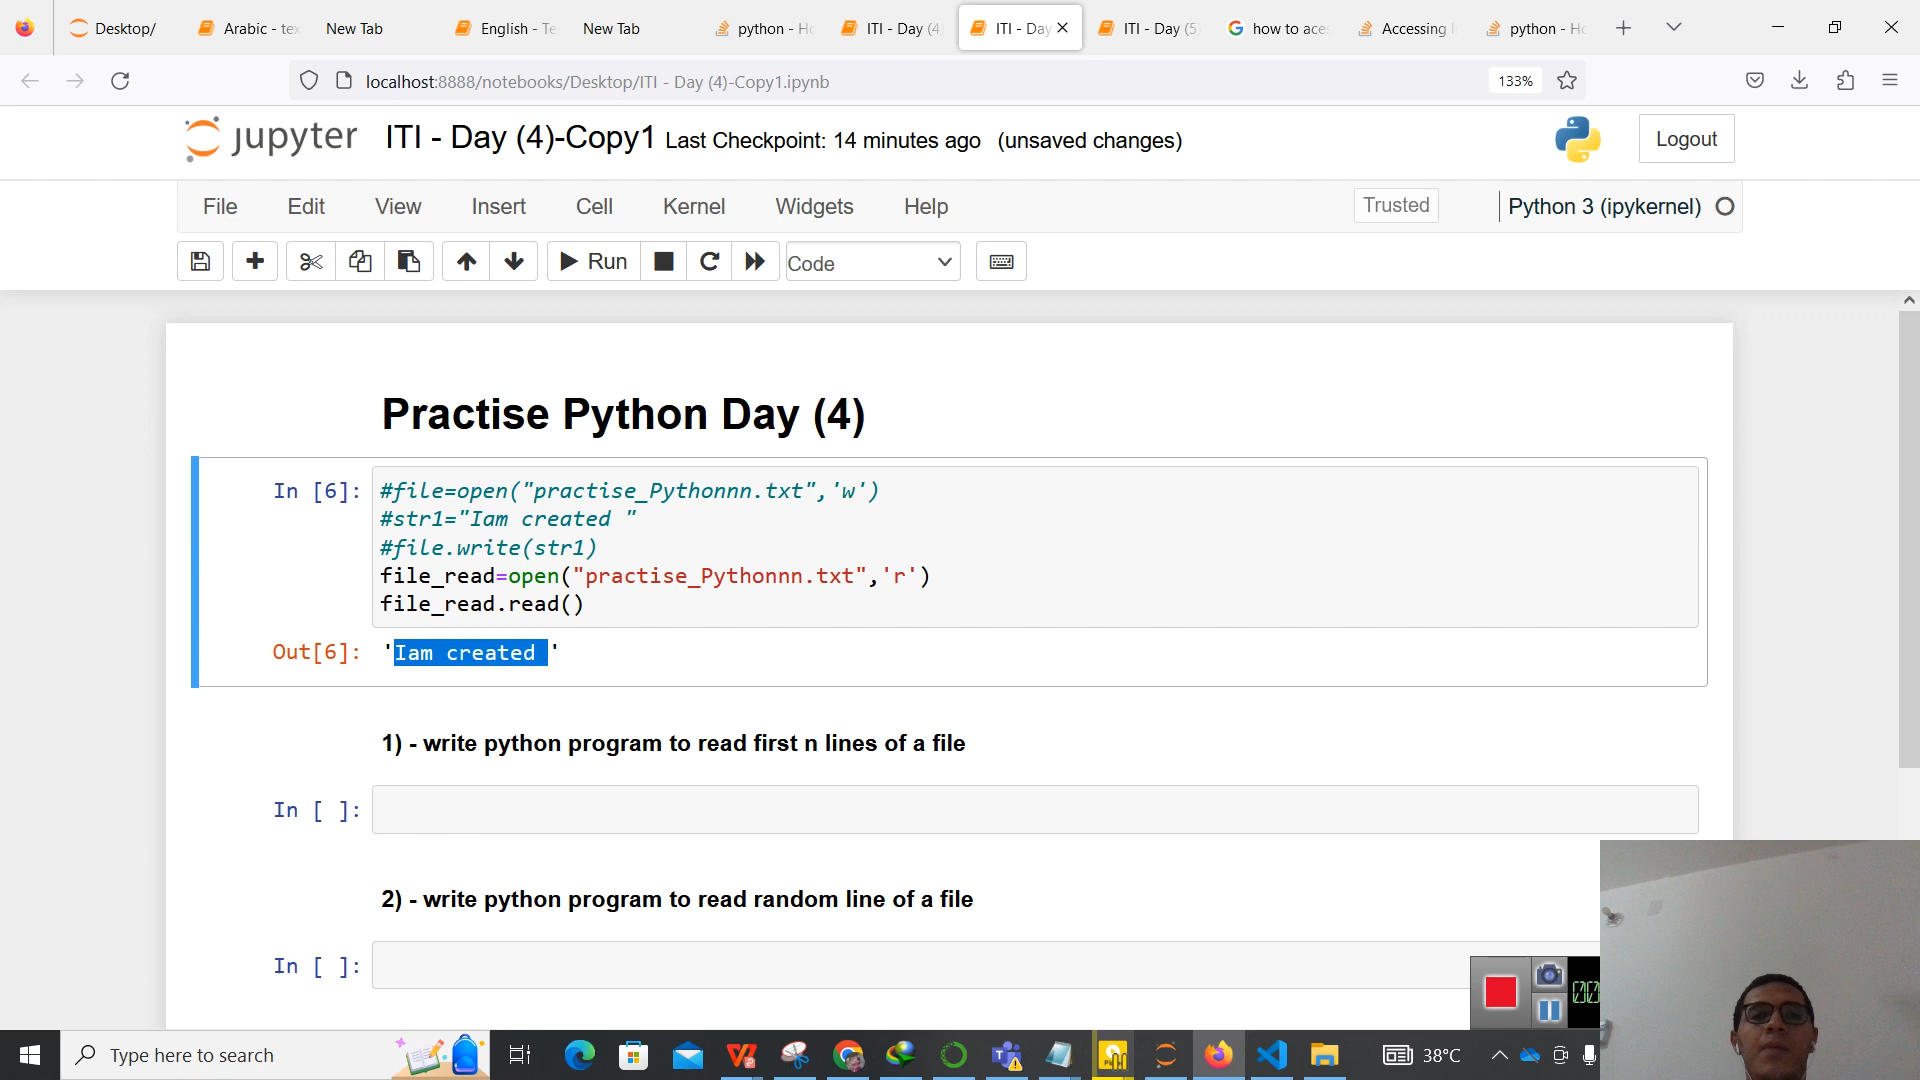 Desktop/
Arabic - tex
New Tab
English - Te
New Tab
python - Ho
ITI - Day (4
ITI - Day
ITI - Day (5
how to aces
Accessing
python - Ho
localhost:8888/notebooks/Desktop/ITI - Day (4)-Copy1.ipynb
133%
jupyter ITI - Day (4)-Copy1 Last Checkpoint: 14 minutes ago (unsaved changes)
Logout
File Edit View Insert Cell Kernel Widgets Help
Trusted
Python 3 (ipykernel)
Run
Code
Practise Python Day (4)
In [6]:
#file=open("practise_Pythonnn.txt",'w')
#str1="Iam created "
#file.write(str1)
file_read=open("practise_Pythonnn.txt",'r')
file_read.read()
Out[6]: 'Iam created '
1) - write python program to read first n lines of a file
In [ ]:
2) - write python program to read random line of a file
In [ ]:
Type here to search
38°C